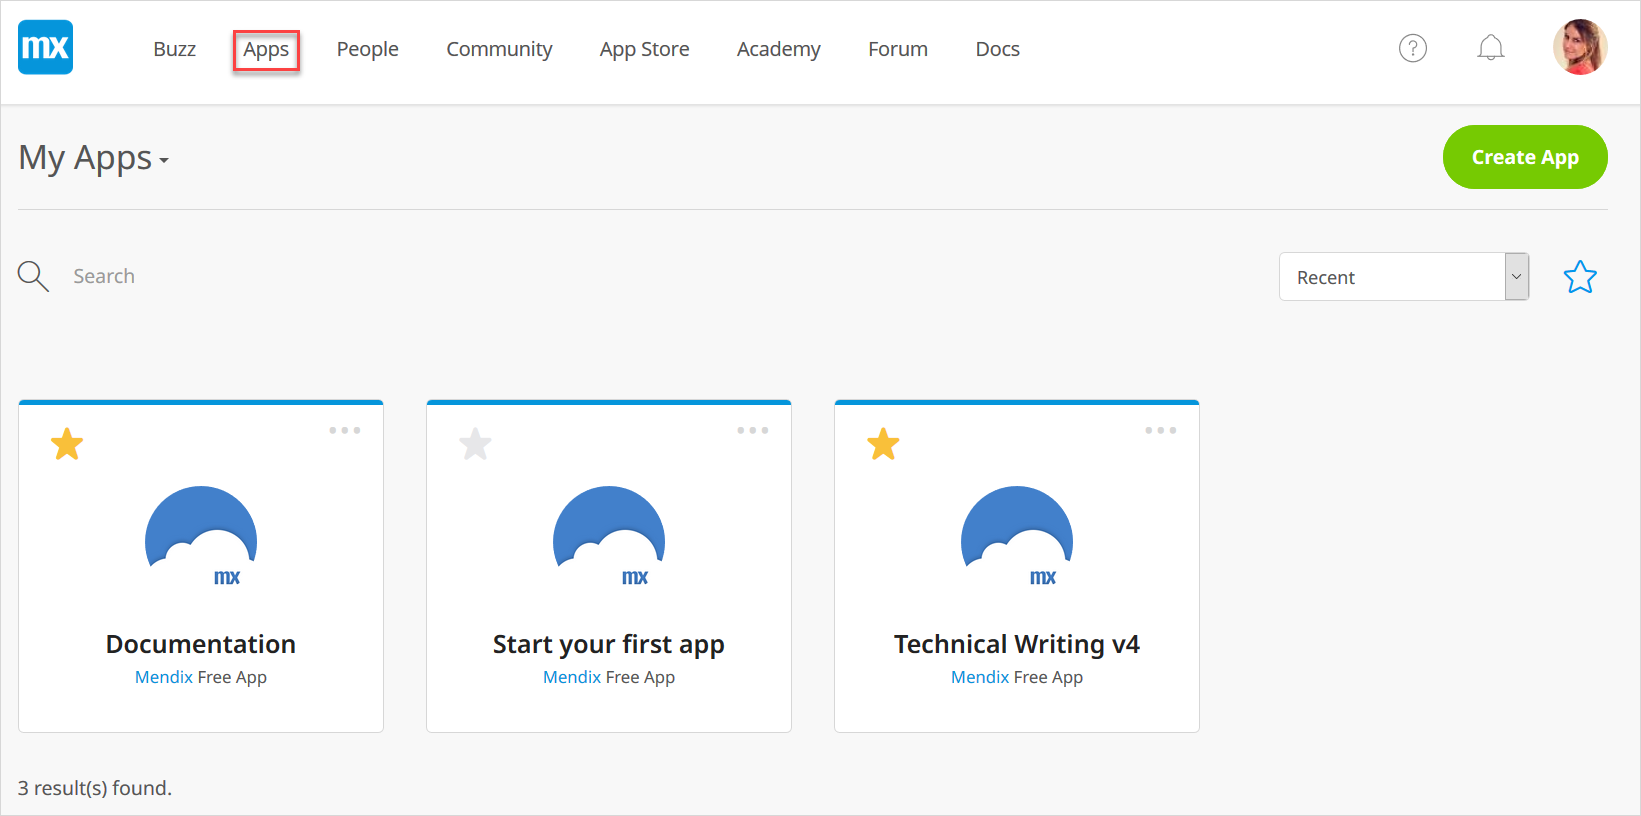 mx Buzz Apps People Community App Store Academy Forum Docs ?
My Apps Create App
Search Recent
mx mx mx
Documentation Start your first app Technical Writing v4
Mendix Free App Mendix Free App Mendix Free App
3 result(s) found.